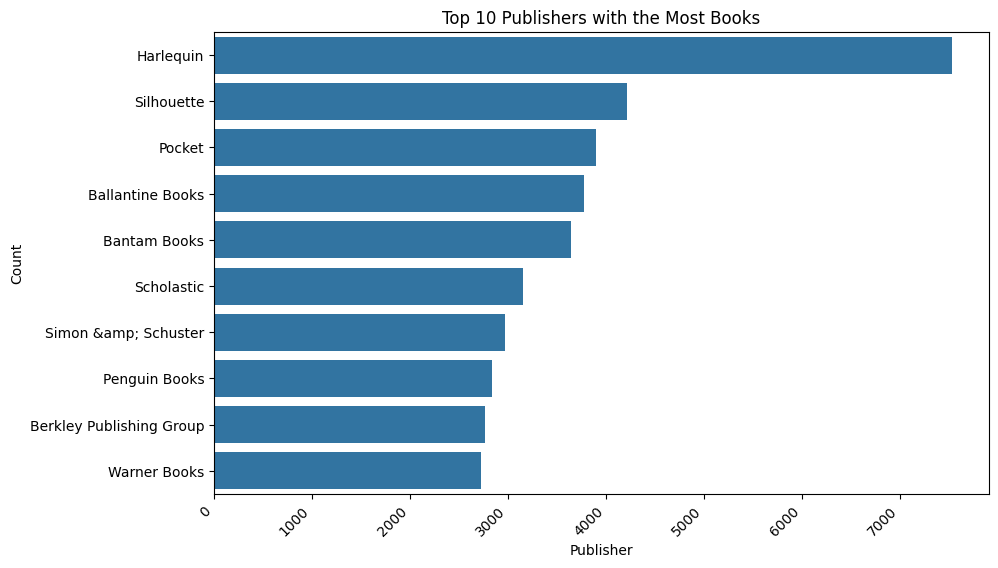 Top 10 Publishers with the Most Books
Count
Harlequin
Silhouette
Pocket
Ballantine Books
Bantam Books
Scholastic
Simon &amp; Schuster
Penguin Books
Berkley Publishing Group
Warner Books
0 1000 2000 3000 4000 5000 6000 7000
Publisher